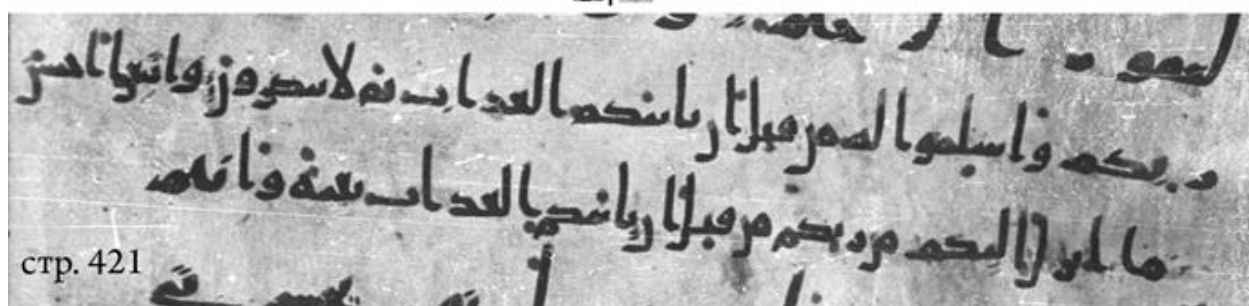 ربكم واسلموا له من قبل ان ياتيكم العذاب ثم لا تنصرون واتبعوا احسن
ما انزل اليكم من ربكم من قبل ان ياتيكم العذاب بغتة وانتم
стр. 421